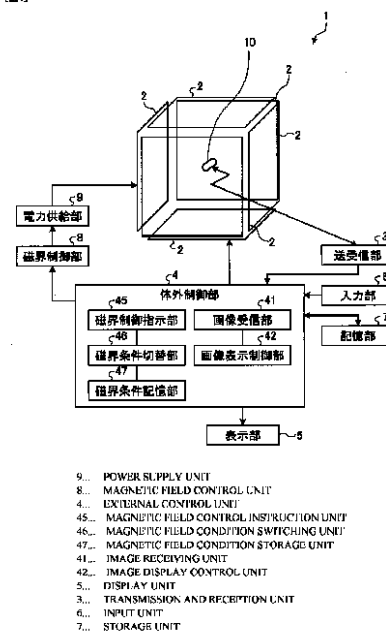 1
10
2
2
2
2
2
2
9
電力供給部
8
磁界制御部
3
送受信部
4
体外制御部
6
入力部
45
磁界制御指示部
41
画像受信部
7
記憶部
46
磁界条件切替部
42
画像表示制御部
47
磁界条件記憶部
表示部
5
9... POWER SUPPLY UNIT
8... MAGNETIC FIELD CONTROL UNIT
4... EXTERNAL CONTROL UNIT
45... MAGNETIC FIELD CONTROL INSTRUCTION UNIT
46... MAGNETIC FIELD CONDITION SWITCHING UNIT
47... MAGNETIC FIELD CONDITION STORAGE UNIT
41... IMAGE RECEIVING UNIT
42... IMAGE DISPLAY CONTROL UNIT
5... DISPLAY UNIT
3... TRANSMISSION AND RECEPTION UNIT
6... INPUT UNIT
7... STORAGE UNIT